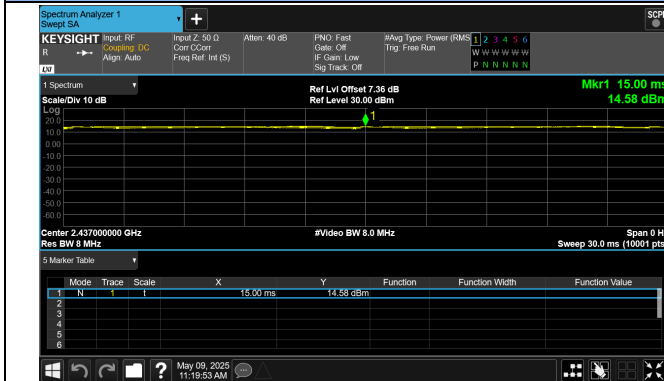 Spectrum Analyzer 1
Swept SA
+
KEYSIGHT
R
LXI
Input: RF
Coupling: DC
Align: Auto
Input Z: 50 Ω
Corr CCorr
Freq Ref: Int (S)
Atten: 40 dB
PNO: Fast
Gate: Off
IF Gain: Low
Sig Track: Off
#Avg Type: Power (RMS
Trig: Free Run
1 2 3 4 5 6
W W W W W W
P N N N N N
1 Spectrum
Scale/Div 10 dB
Log
Ref Lvl Offset 7.36 dB
Ref Level 30.00 dBm
Mkr1 15.00 ms
14.58 dBm
1
20.0
10.0
0.00
-10.0
-20.0
-30.0
-40.0
-50.0
-60.0
Center 2.437000000 GHz
Res BW 8 MHz
#Video BW 8.0 MHz
Span 0 H
Sweep 30.0 ms (10001 pts
5 Marker Table
Mode Trace Scale X Y Function Function Width Function Value
1 N 1 t 15.00 ms 14.58 dBm
2
3
4
5
6
?
May 09, 2025
11:19:53 AM